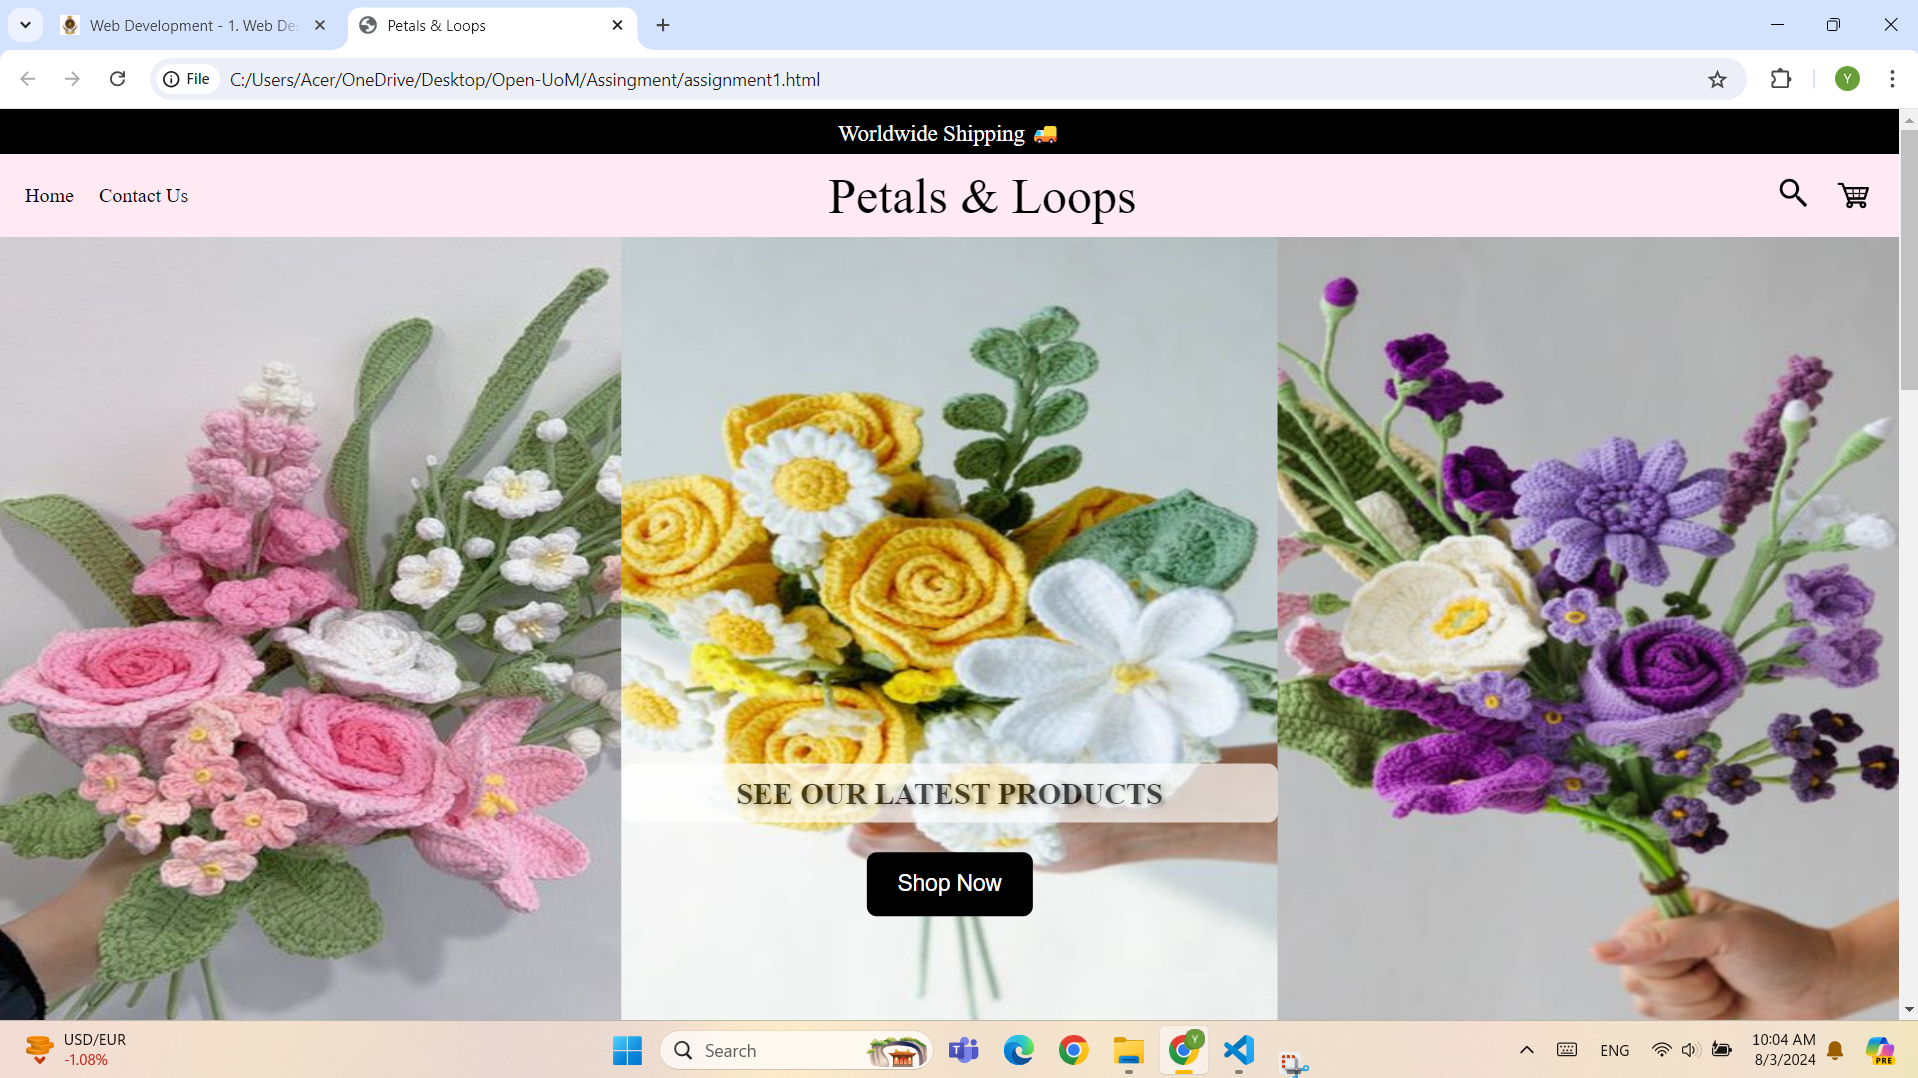 Web Development - 1. Web De
Petals & Loops
File
C:/Users/Acer/OneDrive/Desktop/Open-UoM/Assingment/assignment1.html
Y
Worldwide Shipping 🚚
Home
Contact Us
Petals & Loops
SEE OUR LATEST PRODUCTS
Shop Now
USD/EUR
-1.08%
Search
Y
ENG
10:04 AM
8/3/2024
PRE